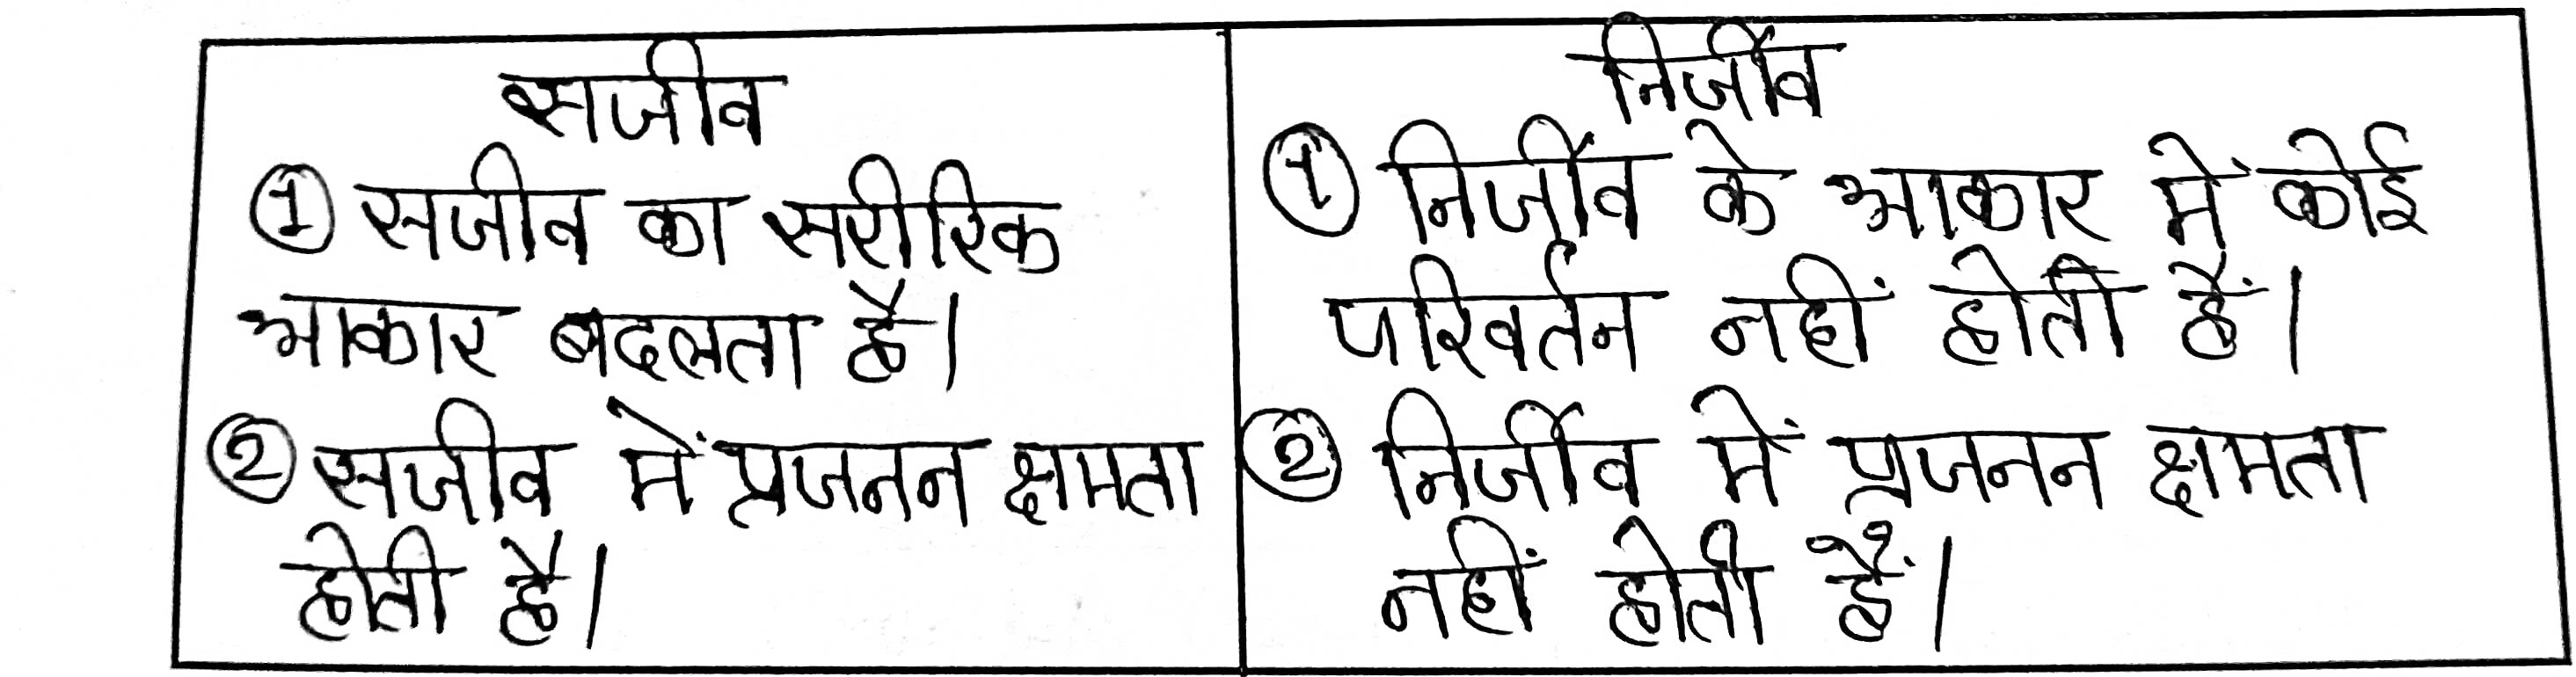 सजीव
① सजीव का सरीरिक
आकार बदलता है।
② सजीव में प्रजनन क्षमता
होती है।
निर्जीव
① निर्जीव के आकार में कोई
परिवर्तन नहीं होती हैं।
② निर्जीव में प्रजनन क्षमता
नहीं होती हैं।